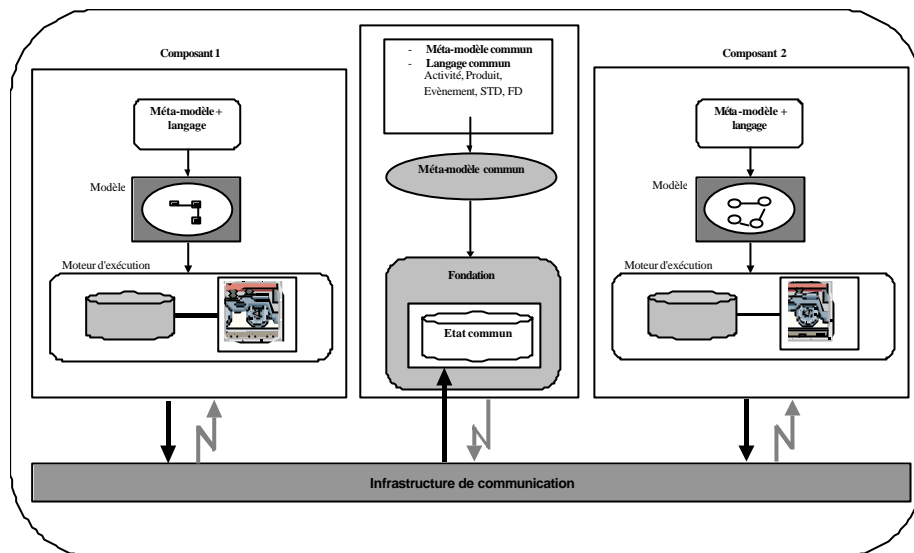 Composant 1
Méta-modèle +
langage
Modèle
Moteur d'exécution
- Méta-modèle commun
- Langage commun
Activité, Produit,
Evènement, STD, FD
Méta-modèle commun
Fondation
Etat commun
Composant 2
Méta-modèle +
langage
Modèle
Moteur d'exécution
Infrastructure de communication